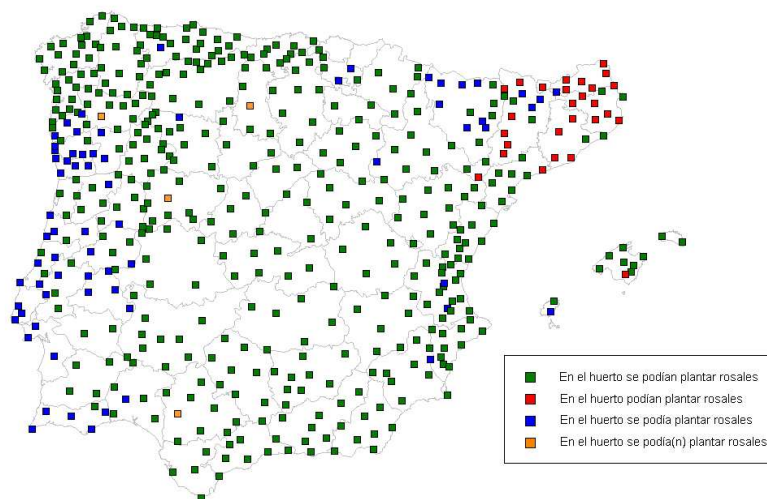 En el huerto se podían plantar rosales
En el huerto podían plantar rosales
En el huerto se podía plantar rosales
En el huerto se podía(n) plantar rosales